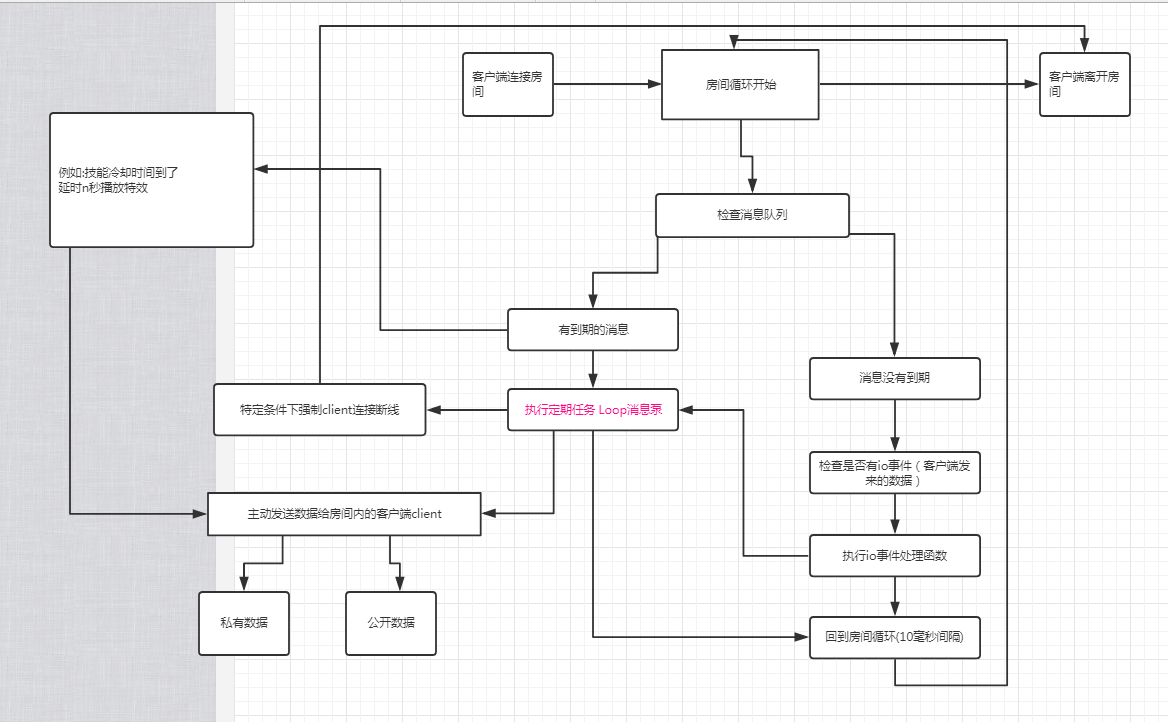 客户端连接房
间
房间循环开始
客户端离开房
间
例如:技能冷却时间到了
延时n秒播放特效
检查消息队列
有到期的消息
消息没有到期
特定条件下强制client连接断线
执行定期任务 Loop消息泵
检查是否有io事件（客户端发
来的数据）
主动发送数据给房间内的客户端client
执行io事件处理函数
私有数据
公开数据
回到房间循环(10毫秒间隔)